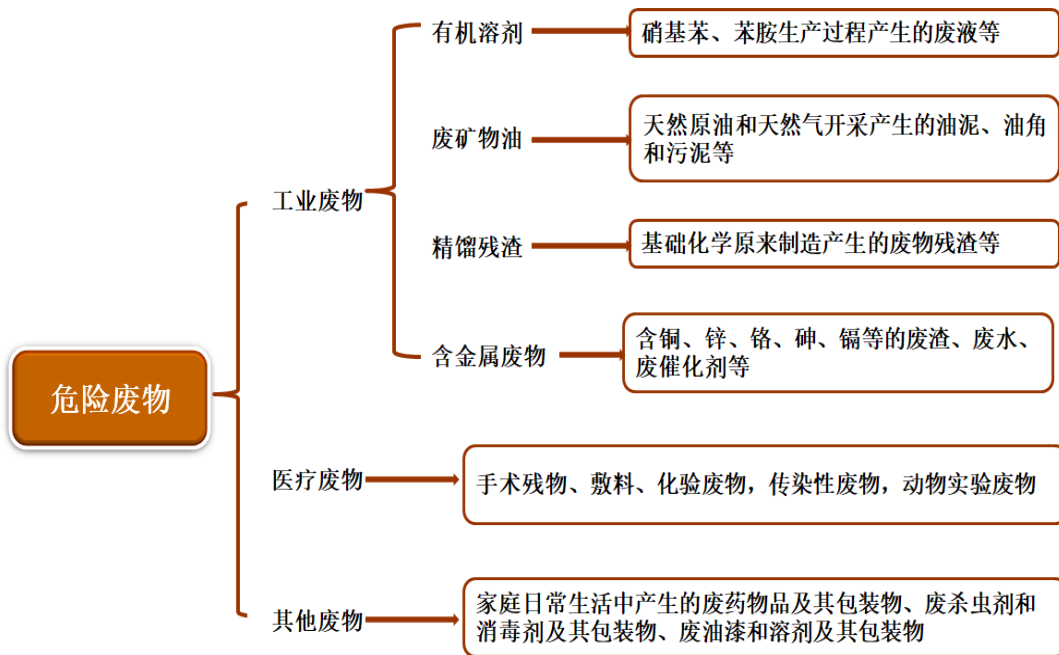 有机溶剂
硝基苯、苯胺生产过程产生的废液等
废矿物油
天然原油和天然气开采产生的油泥、油角
和污泥等
工业废物
精馏残渣
基础化学原来制造产生的废物残渣等
含金属废物
含铜、锌、铬、砷、镉等的废渣、废水、
废催化剂等
危险废物
医疗废物
手术残物、敷料、化验废物，传染性废物，动物实验废物
其他废物
家庭日常生活中产生的废药物品及其包装物、废杀虫剂和
消毒剂及其包装物、废油漆和溶剂及其包装物